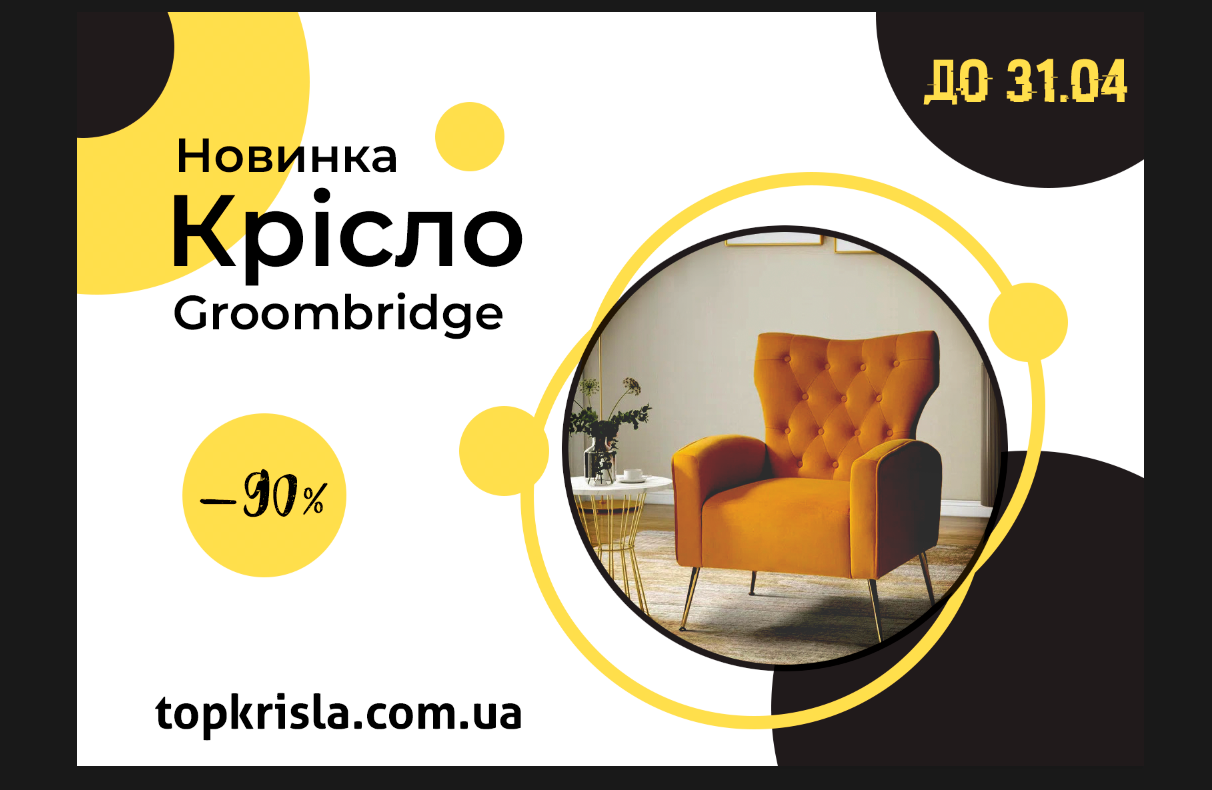 ДО 31.04
Новинка
Крісло
Groombridge
–90%
topkrisla.com.ua